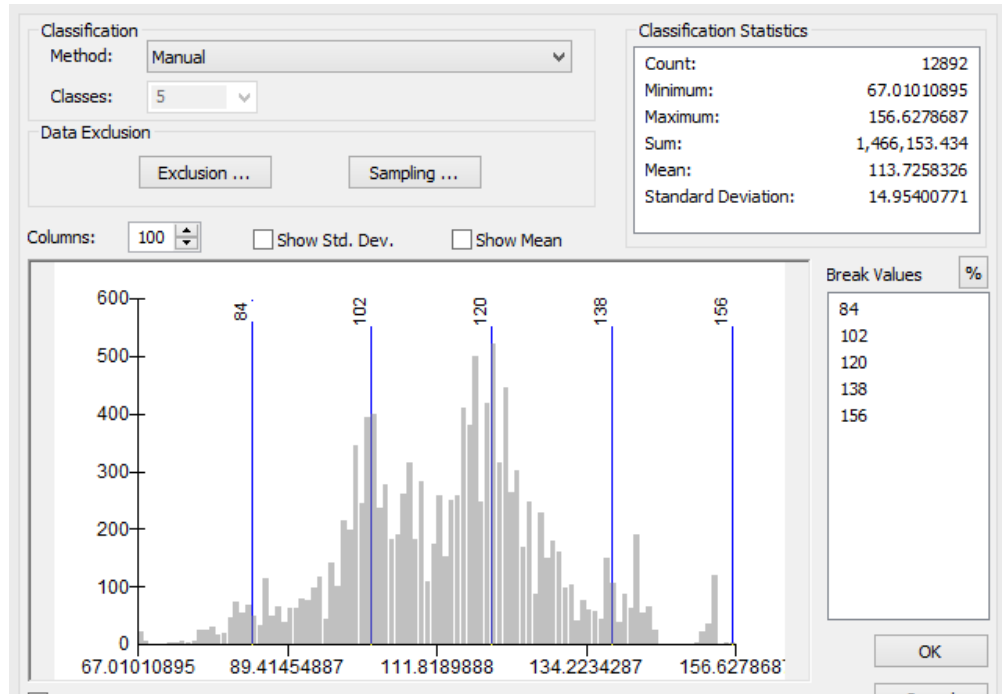 Classification
Method: Manual
Classes: 5
Data Exclusion
Exclusion ...
Sampling ...
Classification Statistics
Count: 12892
Minimum: 67.01010895
Maximum: 156.6278687
Sum: 1,466,153.434
Mean: 113.7258326
Standard Deviation: 14.95400771
Columns: 100
Show Std. Dev.
Show Mean
Break Values %
84
102
120
138
156
600
500
400
300
200
100
0
84
102
120
138
156
67.01010895 89.41454887 111.8189888 134.2234287 156.6278687
OK